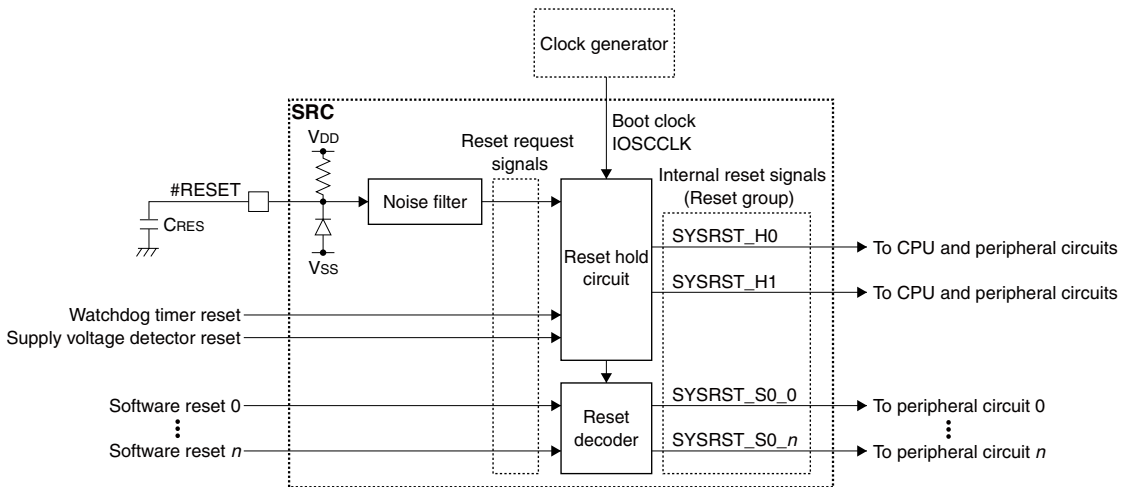 Clock generator
SRC
Boot clock
IOSCCLK
VDD
Reset request
signals
Internal reset signals
(Reset group)
#RESET
Noise filter
CRES
VSS
Reset hold
circuit
SYSRST_H0
To CPU and peripheral circuits
SYSRST_H1
To CPU and peripheral circuits
Watchdog timer reset
Supply voltage detector reset
Software reset 0
Software reset n
Reset
decoder
SYSRST_S0_0
To peripheral circuit 0
SYSRST_S0_n
To peripheral circuit n